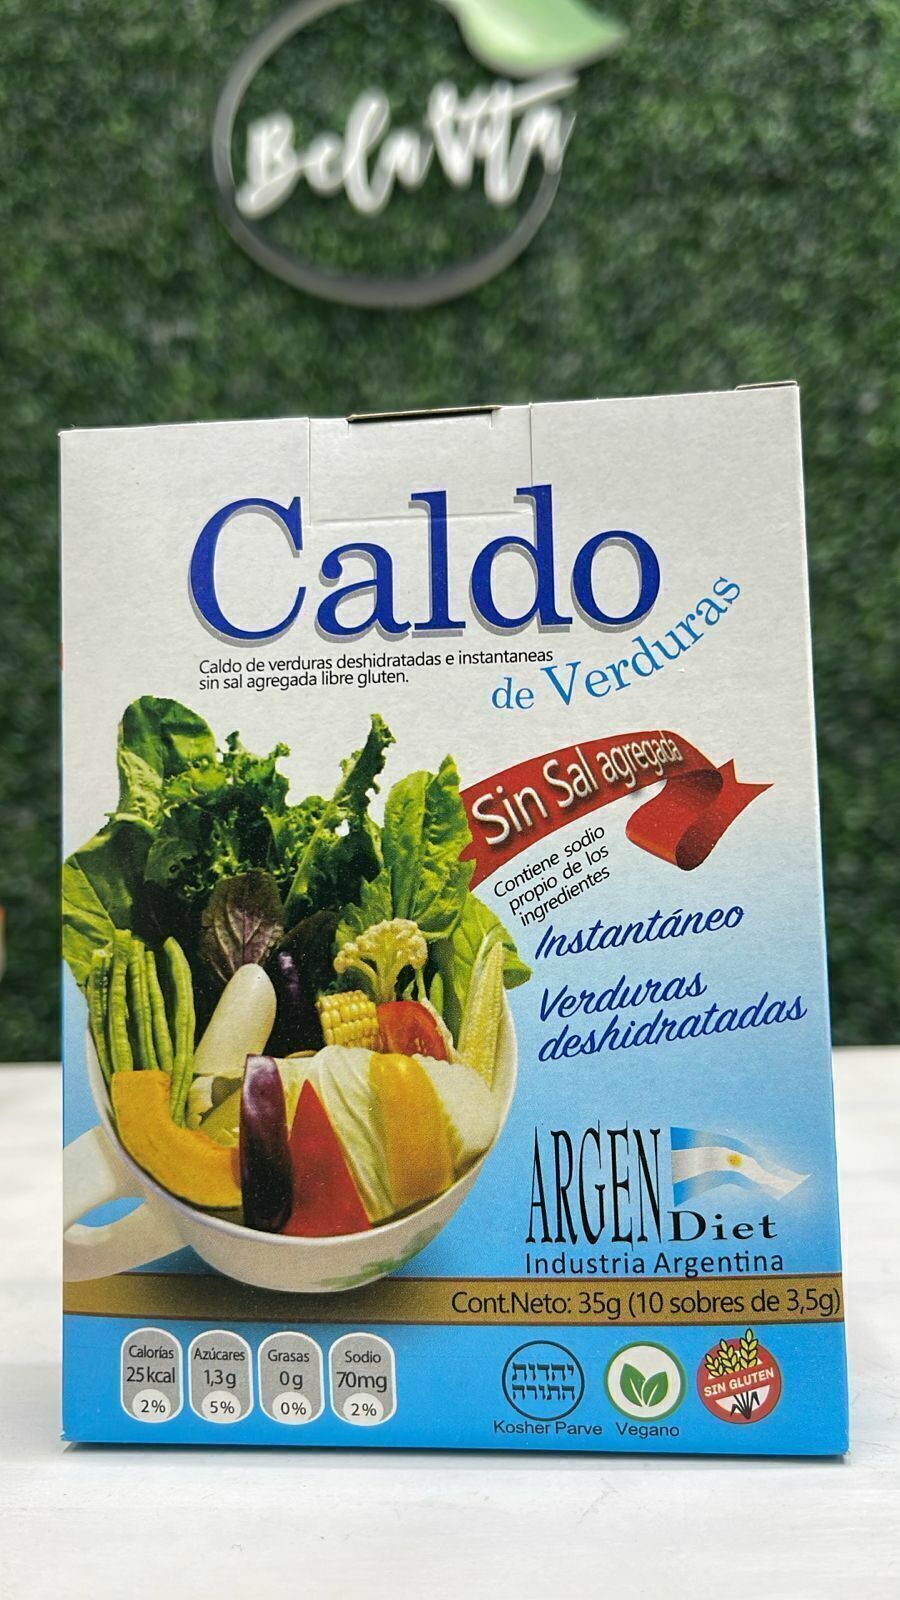 Bela Vita
Caldo
de Verduras
Caldo de verduras deshidratadas e instantaneas
sin sal agregada libre gluten.
Sin Sal agregada
Contiene sodio
propio de los
ingredientes
Instantáneo
Verduras
deshidratadas
ARGEN
Diet
Industria Argentina
Cont.Neto: 35g (10 sobres de 3,5g)
Calorías
25 kcal
2%
Azúcares
1,3 g
5%
Grasas
0 g
0%
Sodio
70mg
2%
יהדות
התורה
Kosher Parve
Vegano
SIN GLUTEN